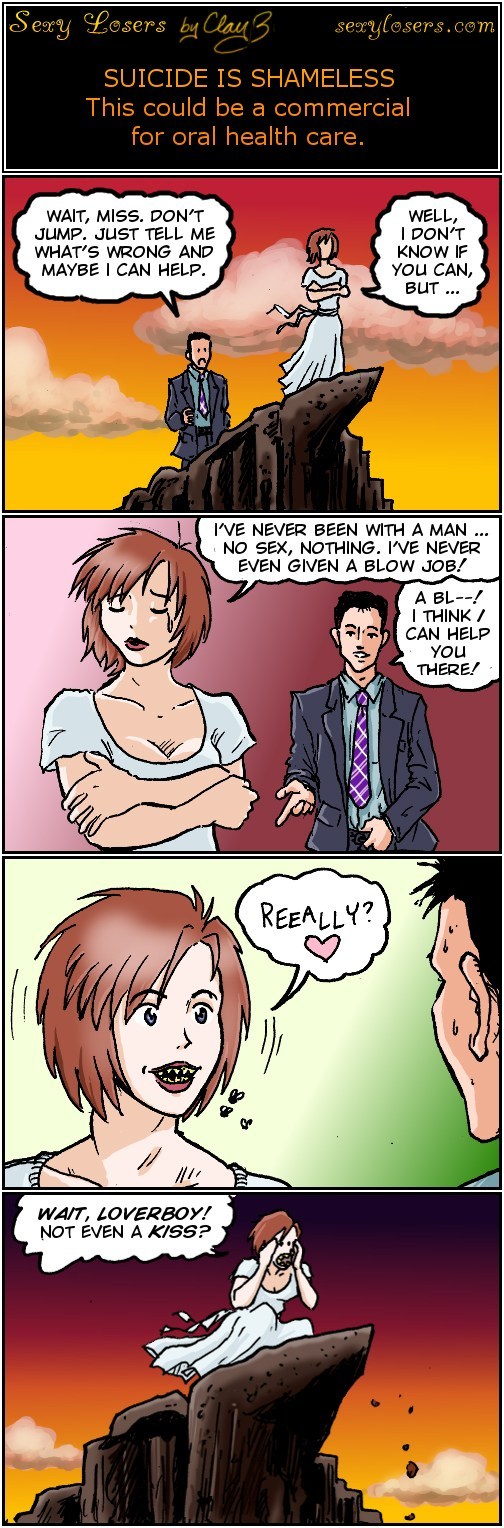 Sexy Losers by Clay 3 sexylosers.com
SUICIDE IS SHAMELESS
This could be a commercial
for oral health care.
WAIT, MISS. DON'T
JUMP. JUST TELL ME
WHAT'S WRONG AND
MAYBE I CAN HELP.
WELL,
I DON'T
KNOW IF
YOU CAN,
BUT ...
I'VE NEVER BEEN WITH A MAN ...
NO SEX, NOTHING. I'VE NEVER
EVEN GIVEN A BLOW JOB!
A BL--!
I THINK I
CAN HELP
YOU
THERE!
REEALLY?
WAIT, LOVERBOY!
NOT EVEN A KISS?